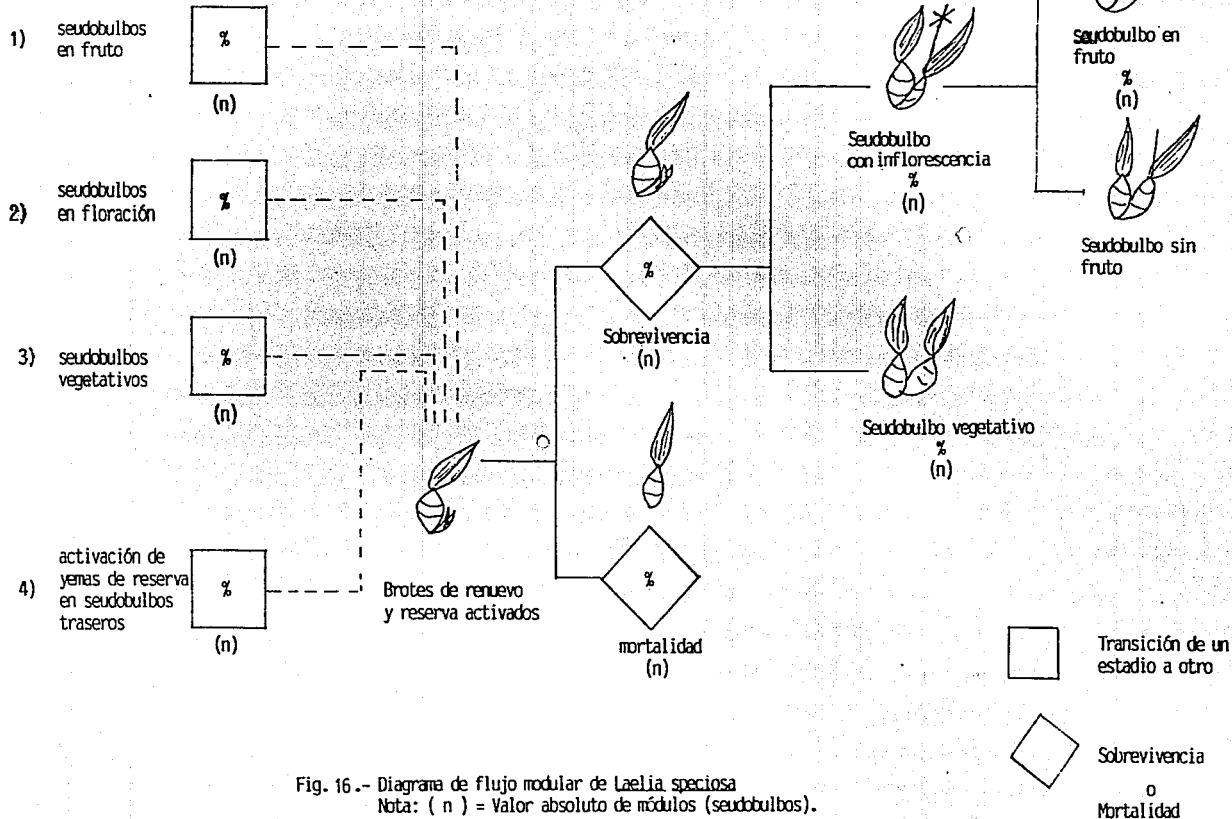 1) seudobulbos
en fruto
%
(n)
2) seudobulbos
en floración
%
(n)
3) seudobulbos
vegetativos
%
(n)
4) activación de
yemas de reserva
en seudobulbos
traseros
%
(n)
Brotes de renuevo
y reserva activados
%
Sobrevivencia
(n)
%
mortalidad
(n)
Seudobulbo
con inflorescencia
%
(n)
Seudobulbo vegetativo
%
(n)
Seudobulbo en
fruto
%
(n)
Seudobulbo sin
fruto
Transición de un
estadio a otro
Sobrevivencia
o
Mortalidad
Fig. 16.- Diagrama de flujo modular de Laelia speciosa
Nota: ( n ) = Valor absoluto de módulos (seudobulbos).